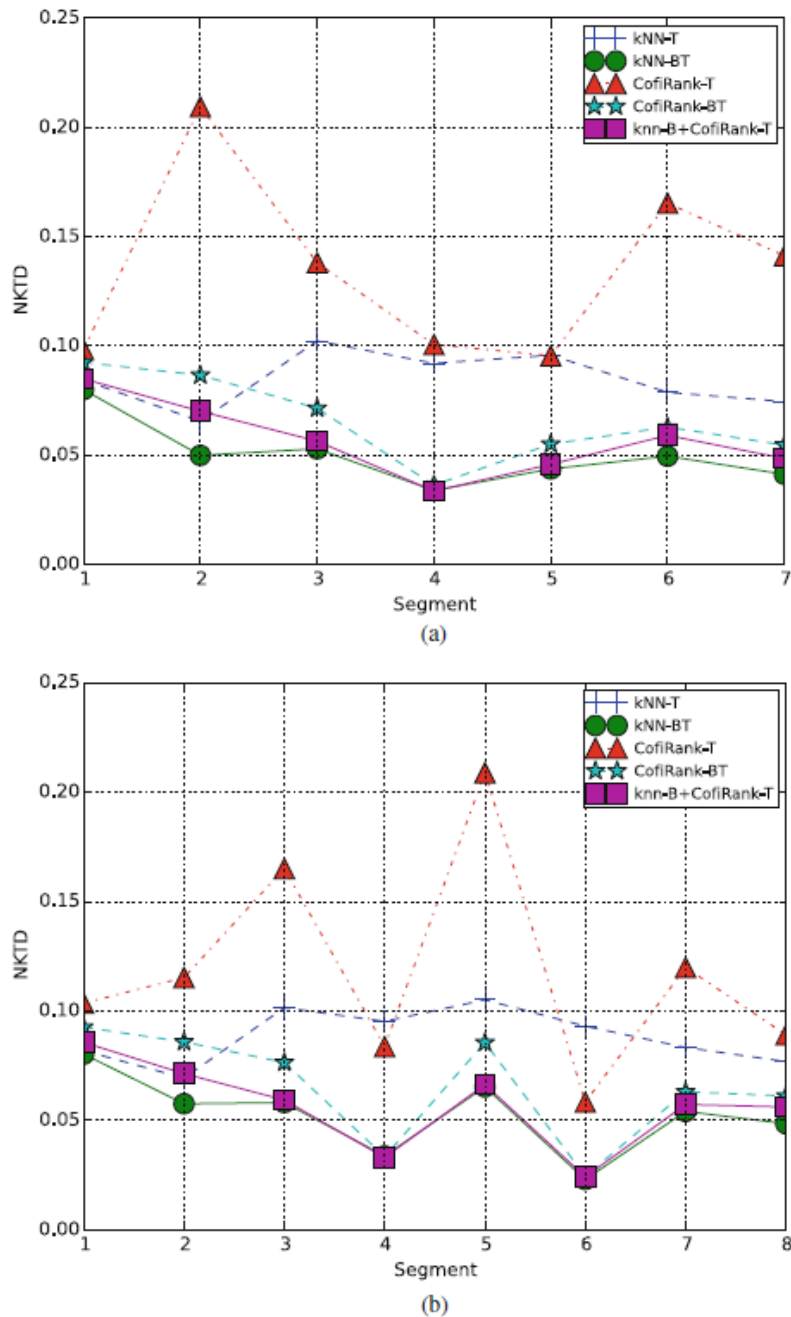 0.25
0.20
0.15
0.10
0.05
0.00
NKTD
kNN-T
kNN-BT
CofiRank-T
CofiRank-BT
knn-B+CofiRank-T
1 2 3 4 5 6 7
Segment
(a)
0.25
0.20
0.15
0.10
0.05
0.00
NKTD
kNN-T
kNN-BT
CofiRank-T
CofiRank-BT
knn-B+CofiRank-T
1 2 3 4 5 6 7 8
Segment
(b)